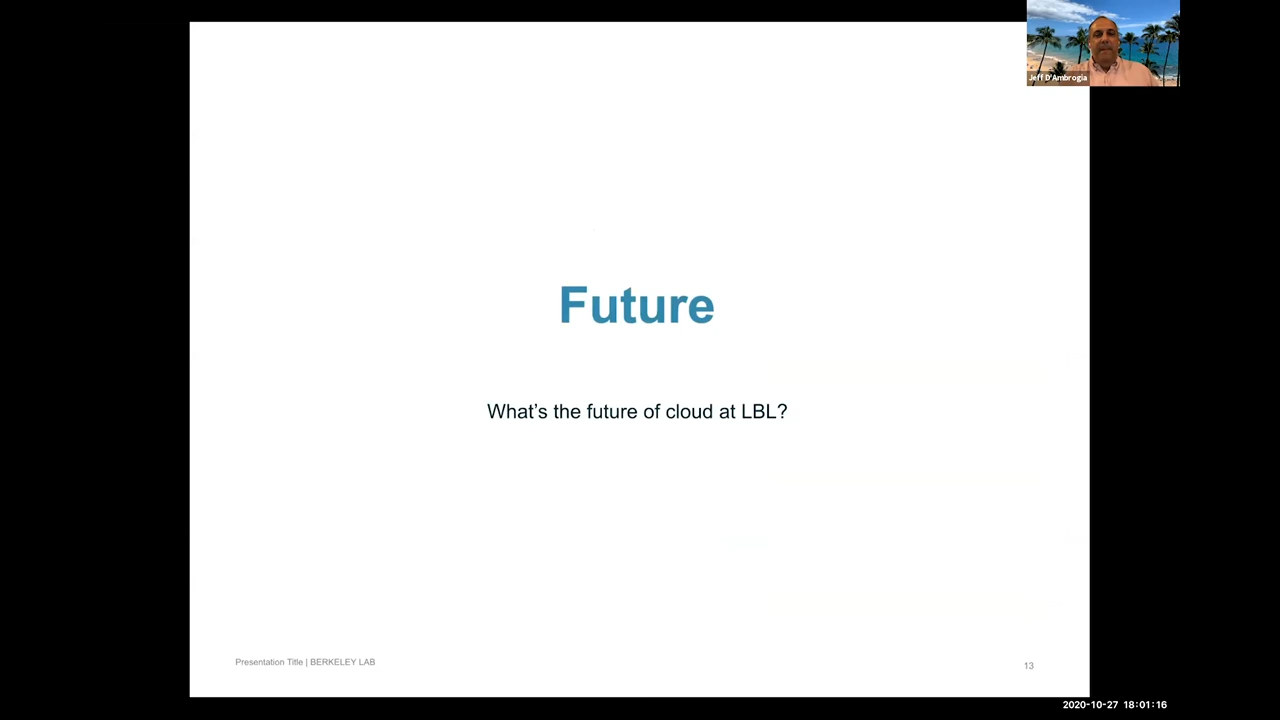 Jeff D'Ambrogia
Future
What's the future of cloud at LBL?
Presentation Title | BERKELEY LAB
13
2020-10-27 18:01:16